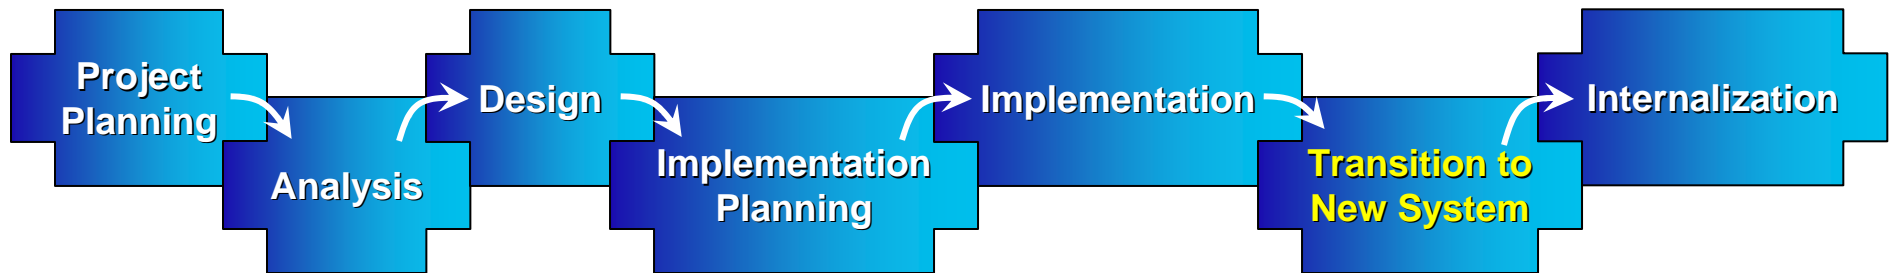 Project
Planning
Analysis
Design
Implementation
Planning
Implementation
Transition to
New System
Internalization